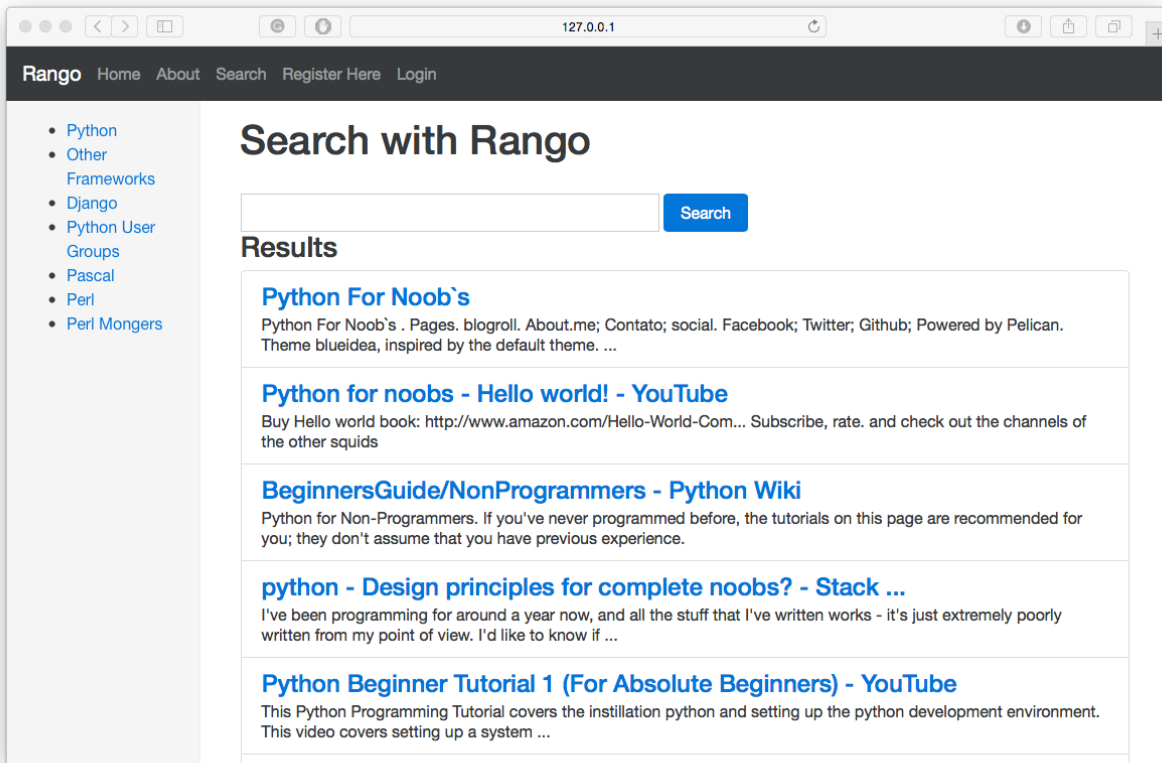 127.0.0.1
Rango Home About Search Register Here Login
Python
Other
Frameworks
Django
Python User
Groups
Pascal
Perl
Perl Mongers
Search with Rango
Search
Results
Python For Noob`s
Python For Noob`s . Pages. blogroll. About.me; Contato; social. Facebook; Twitter; Github; Powered by Pelican.
Theme blueidea, inspired by the default theme. ...
Python for noobs - Hello world! - YouTube
Buy Hello world book: http://www.amazon.com/Hello-World-Com... Subscribe, rate. and check out the channels of
the other squids
BeginnersGuide/NonProgrammers - Python Wiki
Python for Non-Programmers. If you've never programmed before, the tutorials on this page are recommended for
you; they don't assume that you have previous experience.
python - Design principles for complete noobs? - Stack ...
I've been programming for around a year now, and all the stuff that I've written works - it's just extremely poorly
written from my point of view. I'd like to know if ...
Python Beginner Tutorial 1 (For Absolute Beginners) - YouTube
This Python Programming Tutorial covers the instillation python and setting up the python development environment.
This video covers setting up a system ...